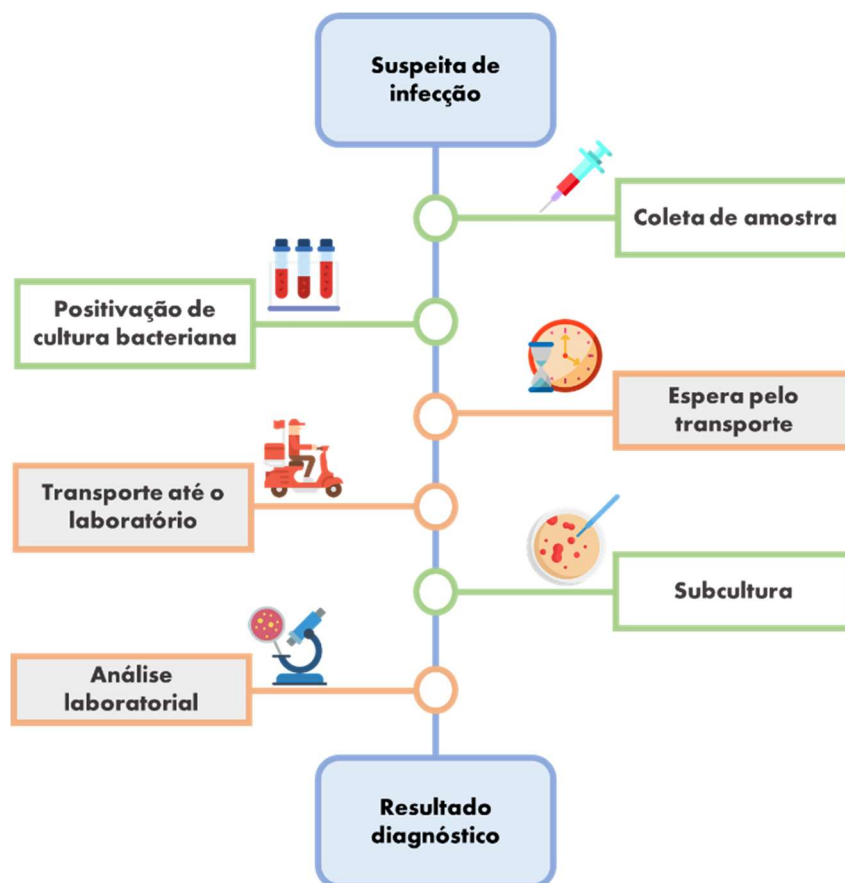 Suspeita de
infecção
Coleta de amostra
Positivação de
cultura bacteriana
Espera pelo
transporte
Transporte até o
laboratório
Subcultura
Análise
laboratorial
Resultado
diagnóstico